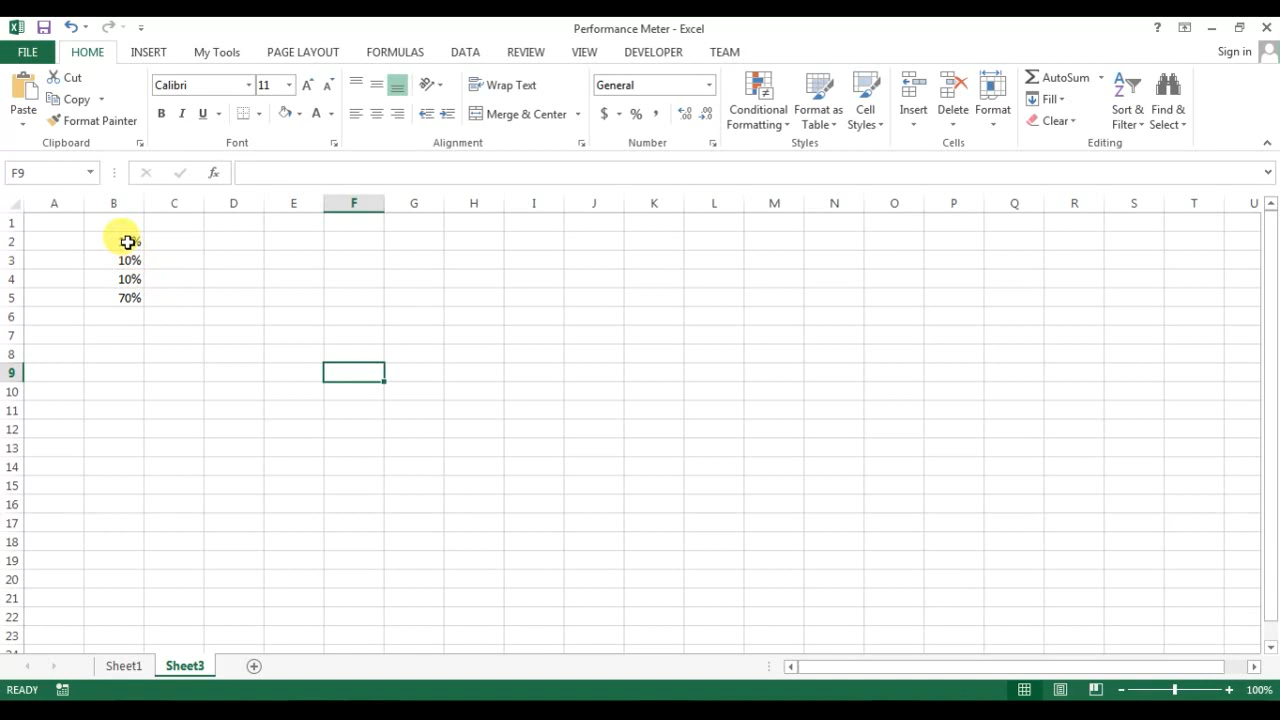 Performance Meter - Excel
?
FILE HOME INSERT My Tools PAGE LAYOUT FORMULAS DATA REVIEW VIEW DEVELOPER TEAM Sign in
Paste
Cut
Copy
Format Painter
Clipboard
Calibri 11
B I U
Font
Wrap Text
Merge & Center
Alignment
General
$ % ,
Number
Conditional Formatting
Format as Table
Cell Styles
Styles
Insert
Delete
Format
Cells
AutoSum
Fill
Clear
Sort & Filter
Find & Select
Editing
F9 fx
A B C D E F G H I J K L M N O P Q R S T U
1
2
3 10%
4 10%
5 70%
6
7
8
9
10
11
12
13
14
15
16
17
18
19
20
21
22
23
Sheet1 Sheet3
READY 100%